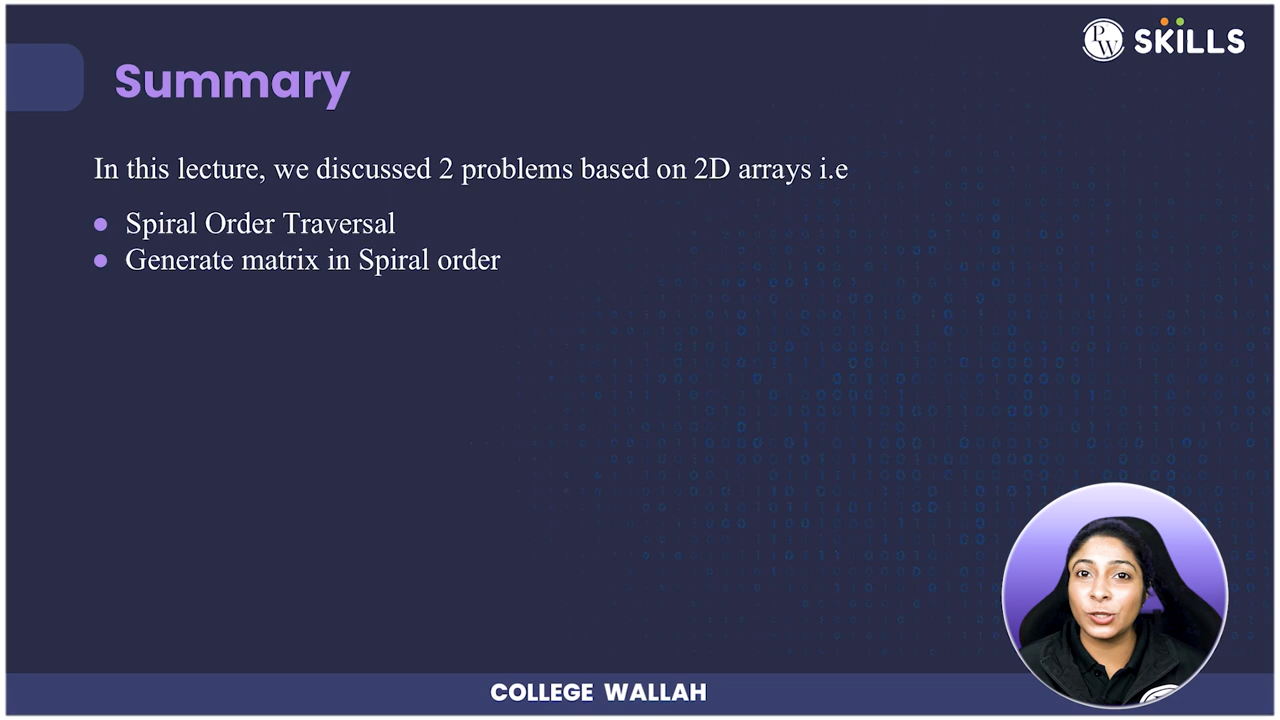 PW SKILLS
Summary
In this lecture, we discussed 2 problems based on 2D arrays i.e
Spiral Order Traversal
Generate matrix in Spiral order
COLLEGE WALLAH